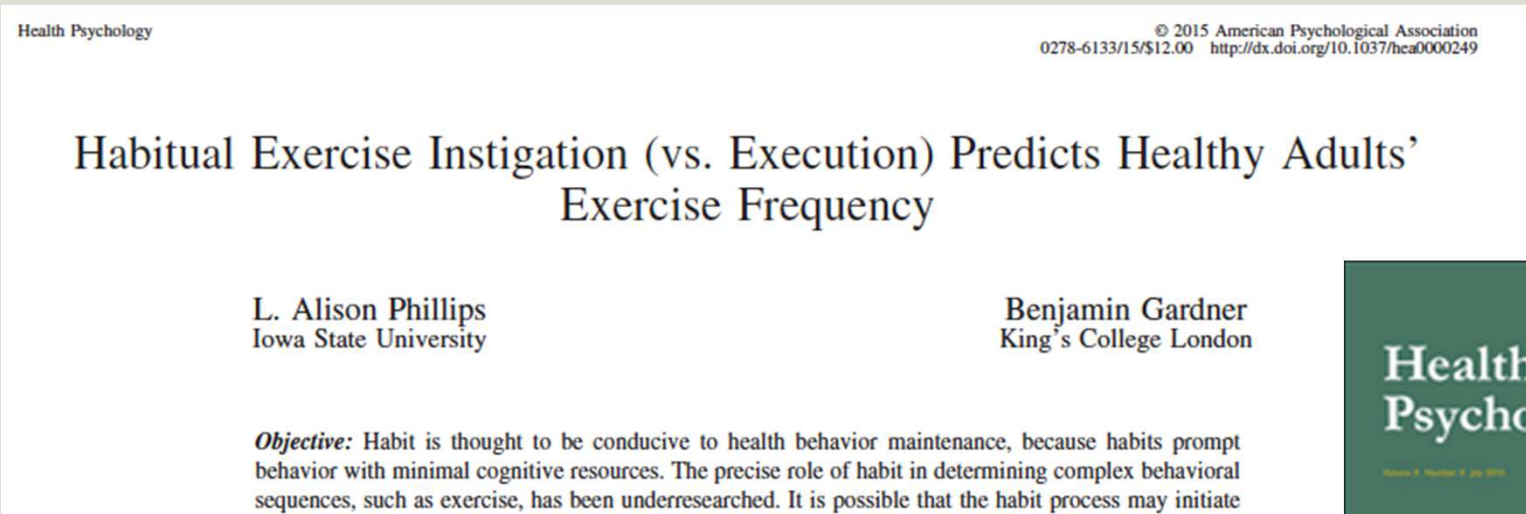 Health Psychology
© 2015 American Psychological Association
0278-6133/15/$12.00 http://dx.doi.org/10.1037/hea0000249
Habitual Exercise Instigation (vs. Execution) Predicts Healthy Adults’
Exercise Frequency
L. Alison Phillips
Iowa State University
Benjamin Gardner
King’s College London
Objective: Habit is thought to be conducive to health behavior maintenance, because habits prompt
behavior with minimal cognitive resources. The precise role of habit in determining complex behavioral
sequences, such as exercise, has been underresearched. It is possible that the habit process may initiate
Health
Psycho